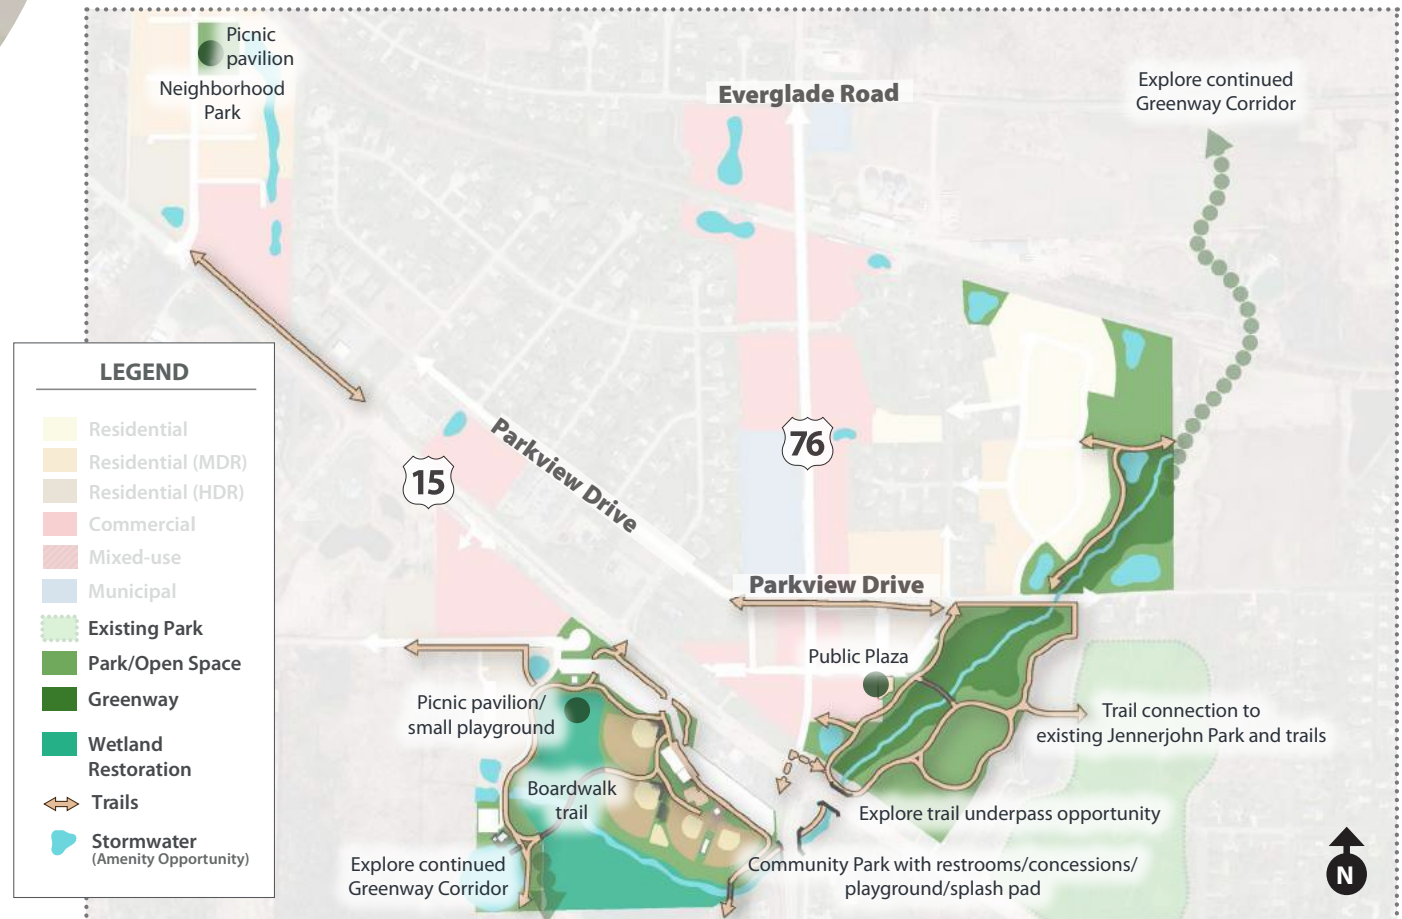 Picnic
pavilion
Neighborhood
Park
Everglade Road
Explore continued
Greenway Corridor
LEGEND
Residential
Residential (MDR)
Residential (HDR)
Commercial
Mixed-use
Municipal
Existing Park
Park/Open Space
Greenway
Wetland
Restoration
Trails
Stormwater
(Amenity Opportunity)
Parkview Drive
76
15
Parkview Drive
Public Plaza
Picnic pavilion/
small playground
Trail connection to
existing Jennerjohn Park and trails
Boardwalk
trail
Explore trail underpass opportunity
Explore continued
Greenway Corridor
Community Park with restrooms/concessions/
playground/splash pad
N